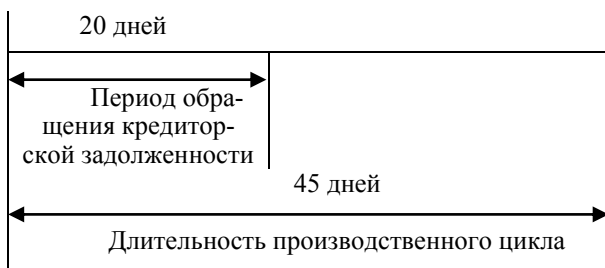 20 дней
Период обра-
щения кредитор-
ской задолженности
45 дней
Длительность производственного цикла